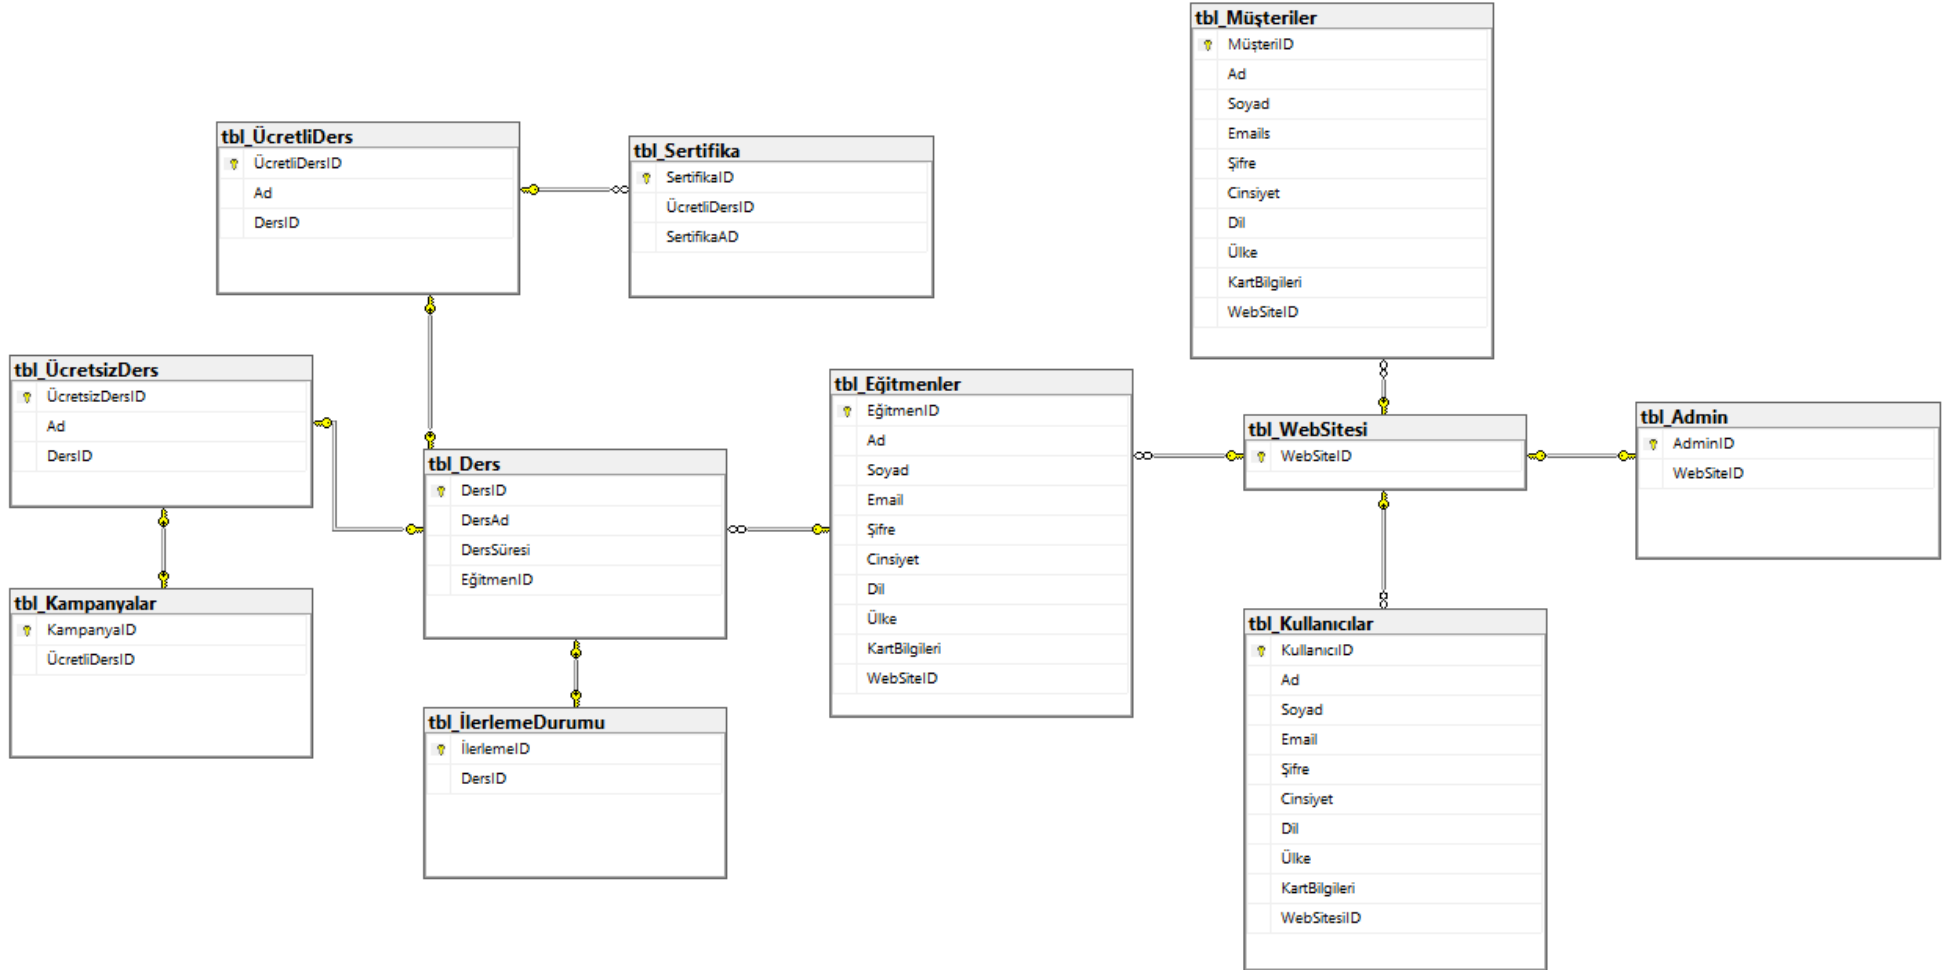 tbl_Müşteriler
MüşteriID
Ad
Soyad
Emails
Şifre
Cinsiyet
Dil
Ülke
KartBilgileri
WebSiteID
tbl_ÜcretliDers
ÜcretliDersID
Ad
DersID
tbl_Sertifika
SertifikaID
ÜcretliDersID
SertifikaAD
tbl_ÜcretsizDers
ÜcretsizDersID
Ad
DersID
tbl_Ders
DersID
DersAd
DersSüresi
EğitmenID
tbl_Eğitmenler
EğitmenID
Ad
Soyad
Email
Şifre
Cinsiyet
Dil
Ülke
KartBilgileri
WebSiteID
tbl_WebSitesi
WebSiteID
tbl_Admin
AdminID
WebSiteID
tbl_Kampanyalar
KampanyaID
ÜcretliDersID
tbl_İlerlemeDurumu
İlerlemeID
DersID
tbl_Kullanıcılar
KullanıcıID
Ad
Soyad
Email
Şifre
Cinsiyet
Dil
Ülke
KartBilgileri
WebSitesiID